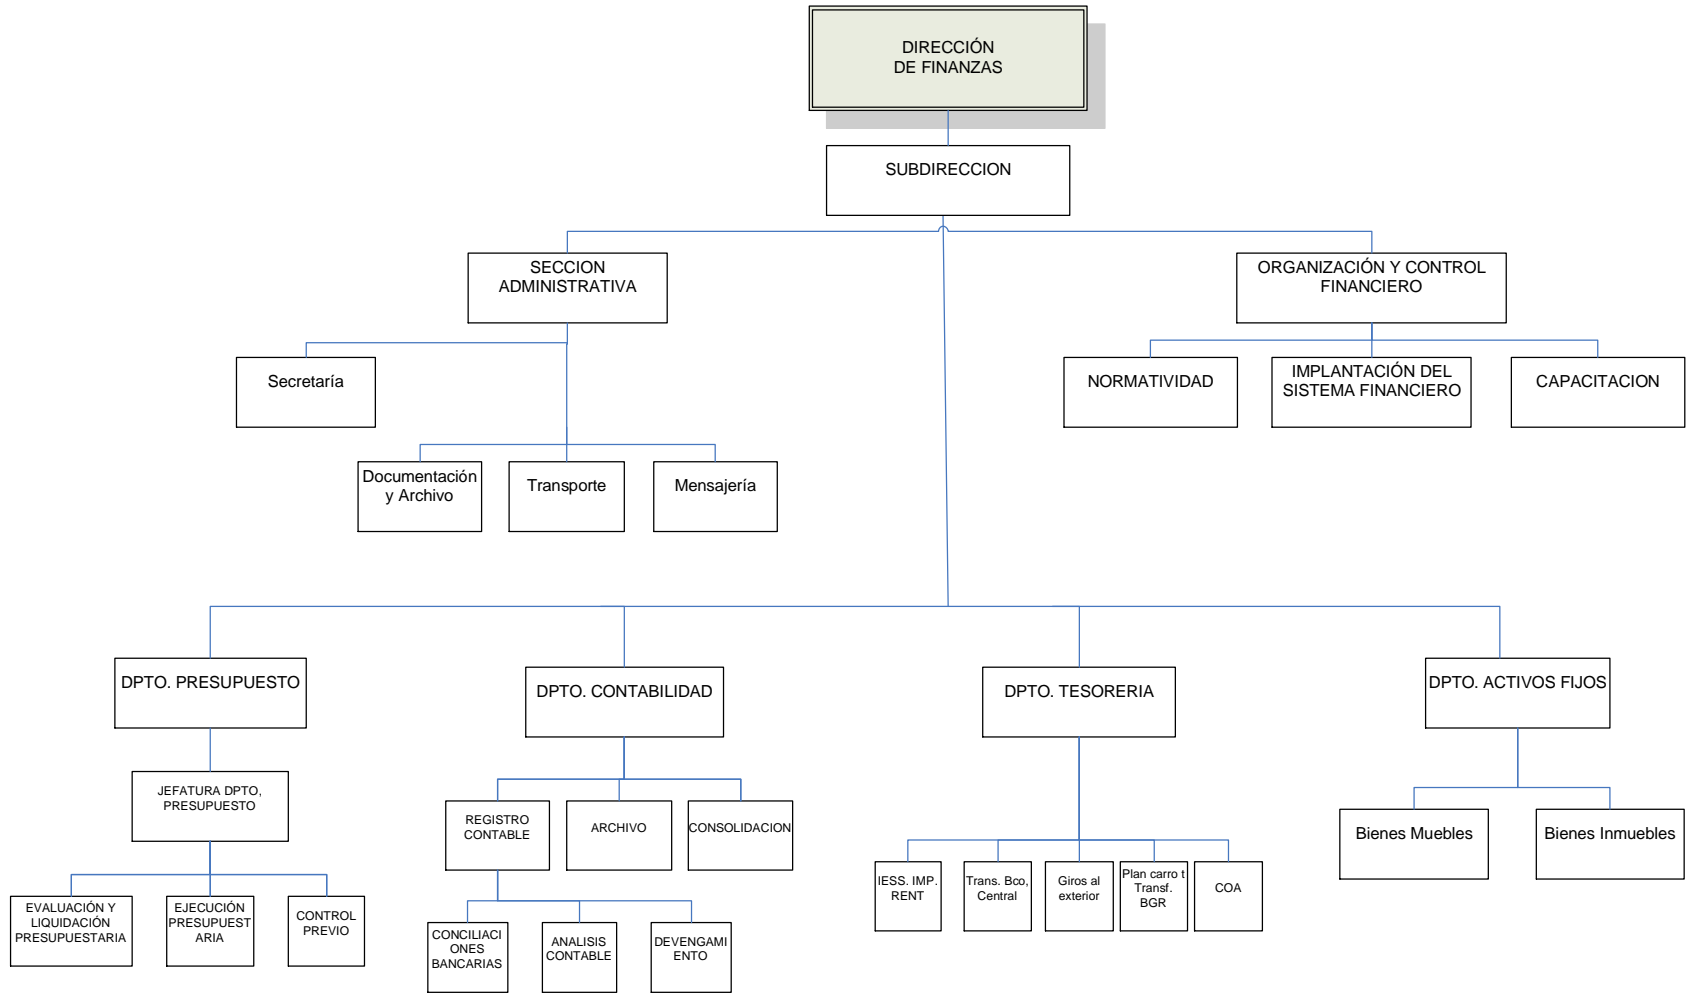 DIRECCIÓN
DE FINANZAS
SUBDIRECCION
SECCION
ADMINISTRATIVA
ORGANIZACIÓN Y CONTROL
FINANCIERO
Secretaría
NORMATIVIDAD
IMPLANTACIÓN DEL
SISTEMA FINANCIERO
CAPACITACION
Documentación
y Archivo
Transporte
Mensajería
DPTO. PRESUPUESTO
DPTO. CONTABILIDAD
DPTO. TESORERIA
DPTO. ACTIVOS FIJOS
JEFATURA DPTO,
PRESUPUESTO
REGISTRO
CONTABLE
ARCHIVO
CONSOLIDACION
Bienes Muebles
Bienes Inmuebles
IESS. IMP.
RENT
Trans. Bco,
Central
Giros al
exterior
Plan carro t
Transf.
BGR
COA
EVALUACIÓN Y
LIQUIDACIÓN
PRESUPUESTARIA
EJECUCIÓN
PRESUPUEST
ARIA
CONTROL
PREVIO
CONCILIACI
ONES
BANCARIAS
ANALISIS
CONTABLE
DEVENGAMI
ENTO